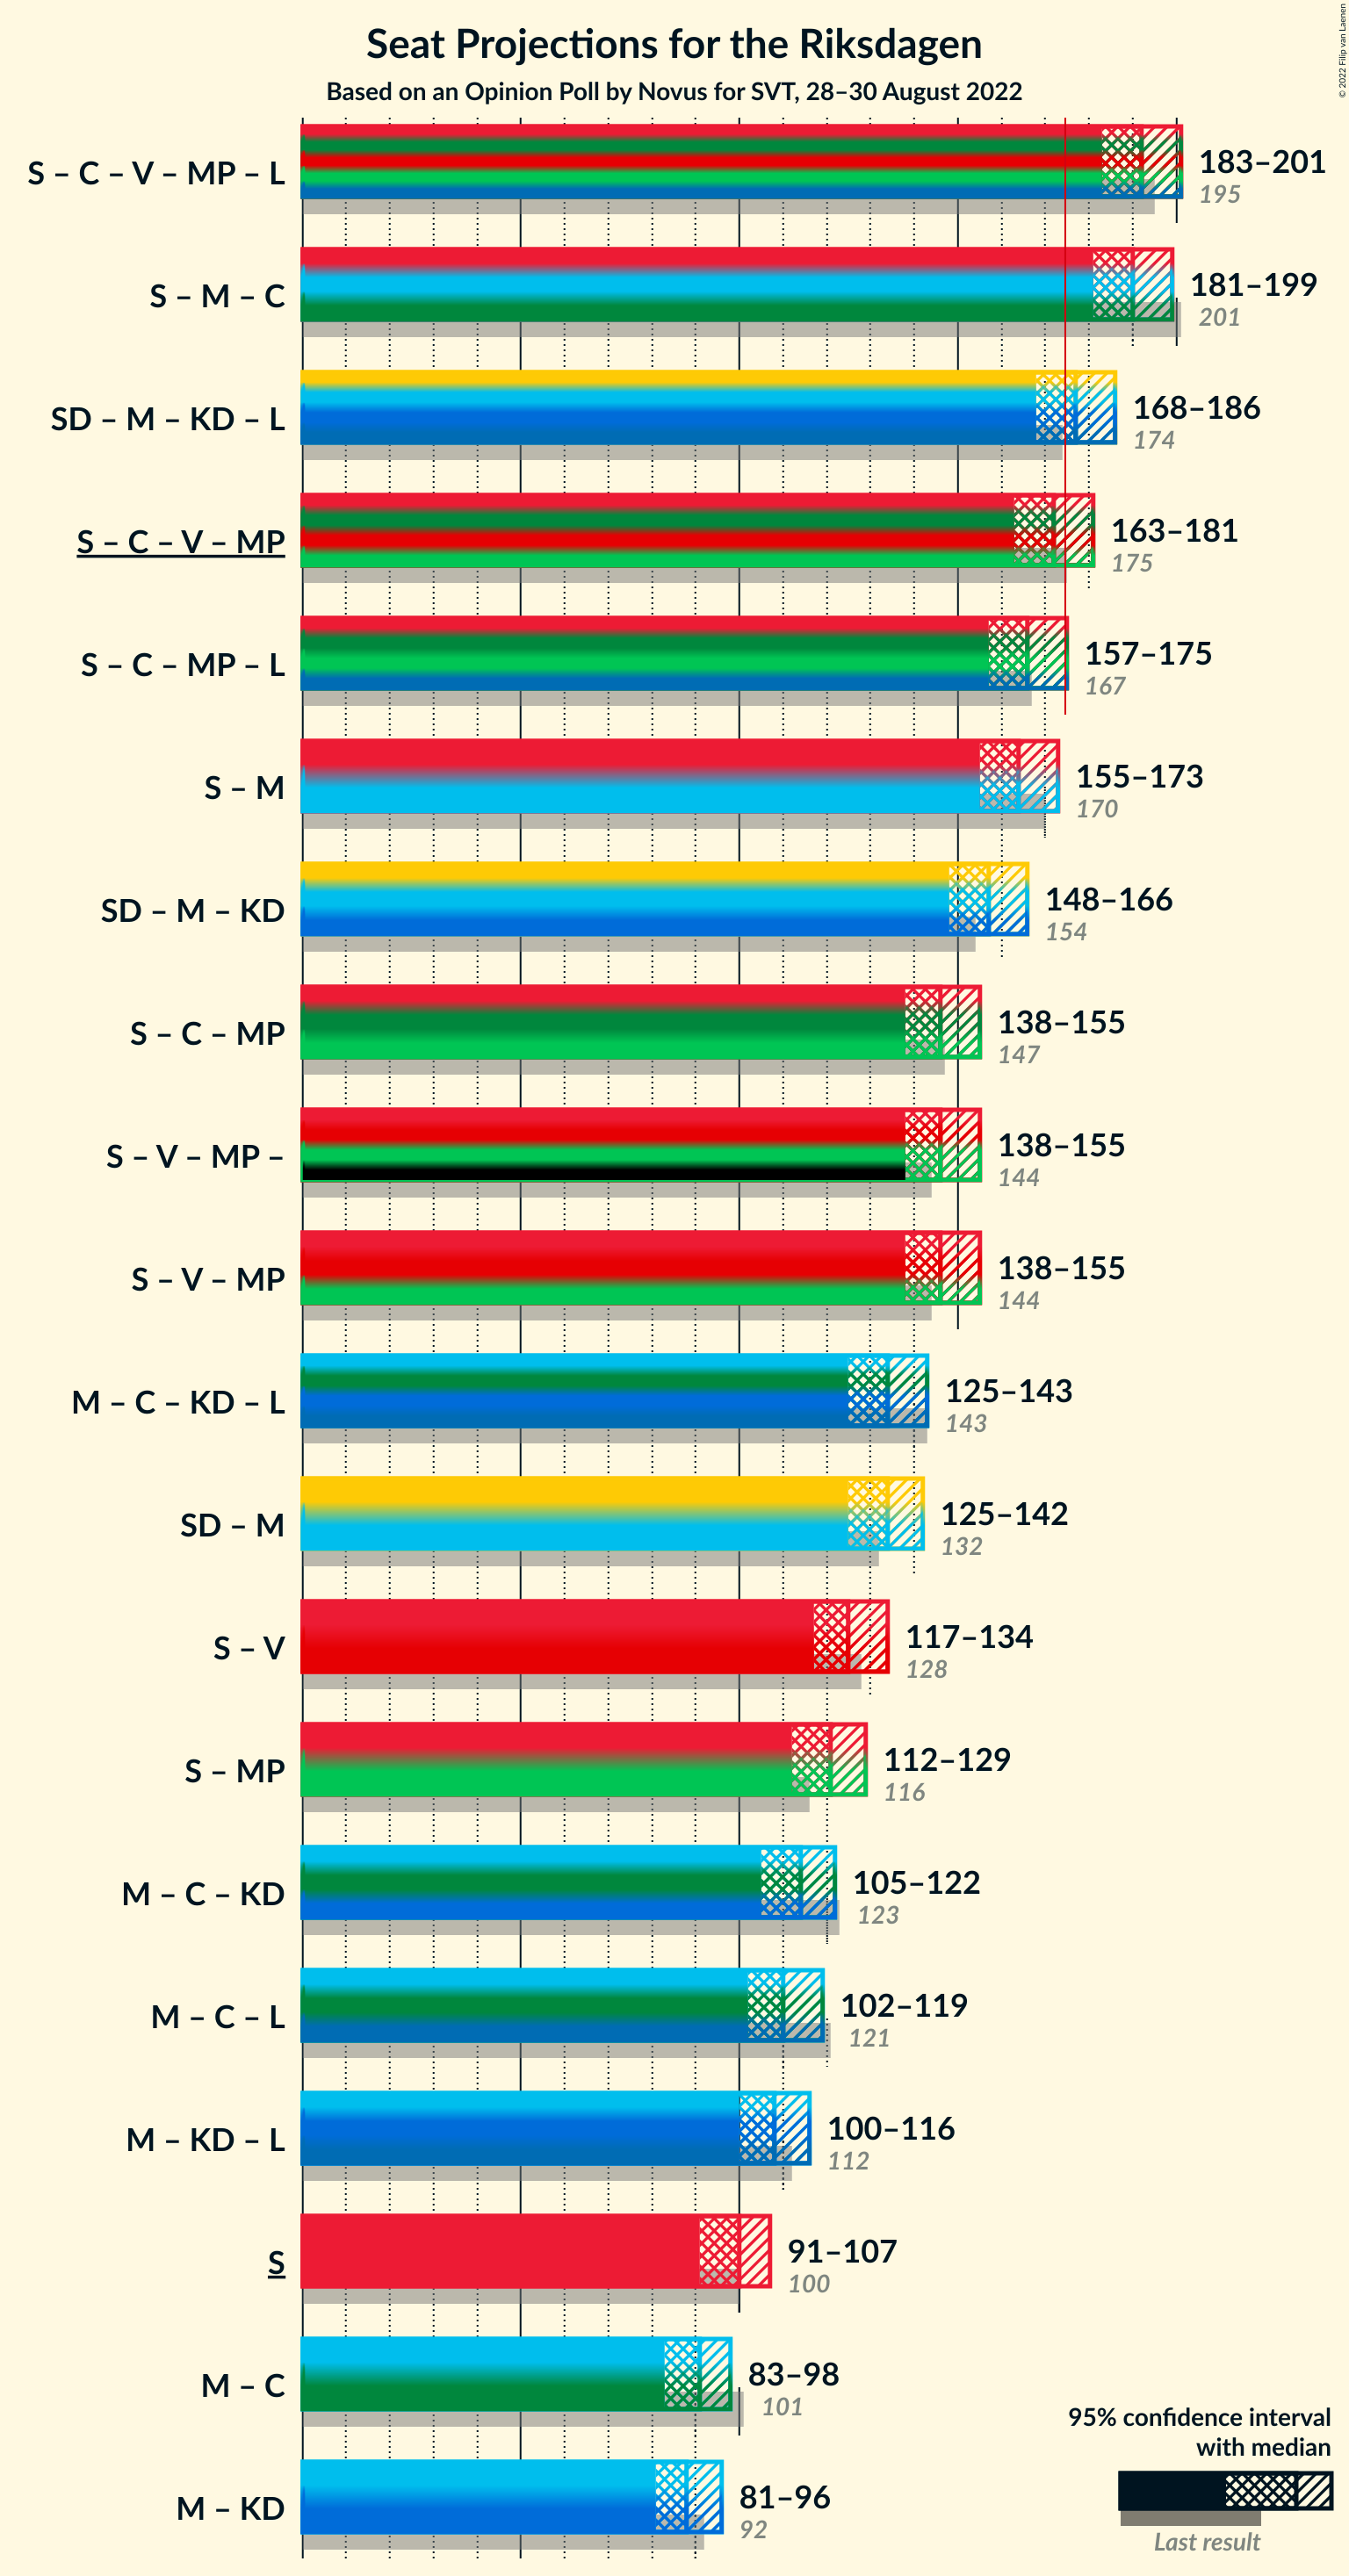 Seat Projections for the Riksdagen
Based on an Opinion Poll by Novus for SVT, 28–30 August 2022
© 2022 Filip van Laenen
S – C – V – MP – L
183–201
195
S – M – C
181–199
201
SD – M – KD – L
168–186
174
S – C – V – MP
163–181
175
S – C – MP – L
157–175
167
S – M
155–173
170
SD – M – KD
148–166
154
S – C – MP
138–155
147
S – V – MP –
138–155
144
S – V – MP
138–155
144
M – C – KD – L
125–143
143
SD – M
125–142
132
S – V
117–134
128
S – MP
112–129
116
M – C – KD
105–122
123
M – C – L
102–119
121
M – KD – L
100–116
112
S
91–107
100
M – C
83–98
101
M – KD
81–96
92
95% confidence interval
with median
Last result